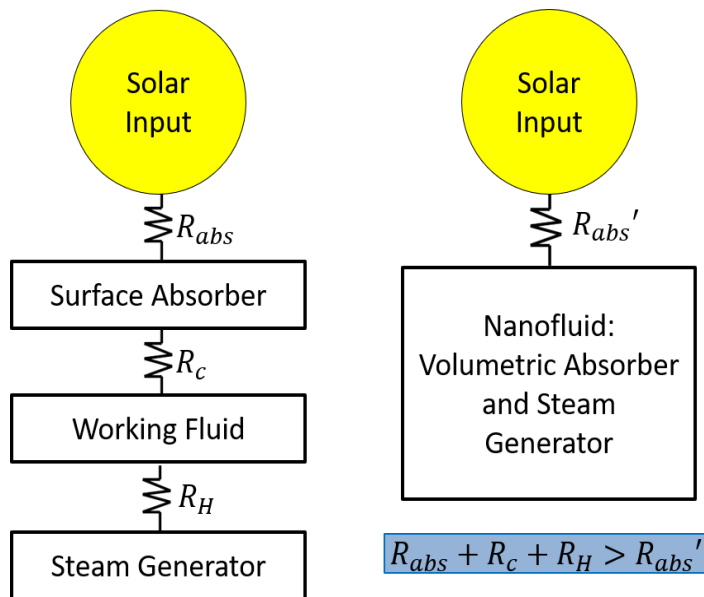 Solar
Input
R_abs
Surface Absorber
R_c
Working Fluid
R_H
Steam Generator
Solar
Input
R_abs′
Nanofluid:
Volumetric Absorber
and Steam
Generator
R_abs + R_c + R_H > R_abs′